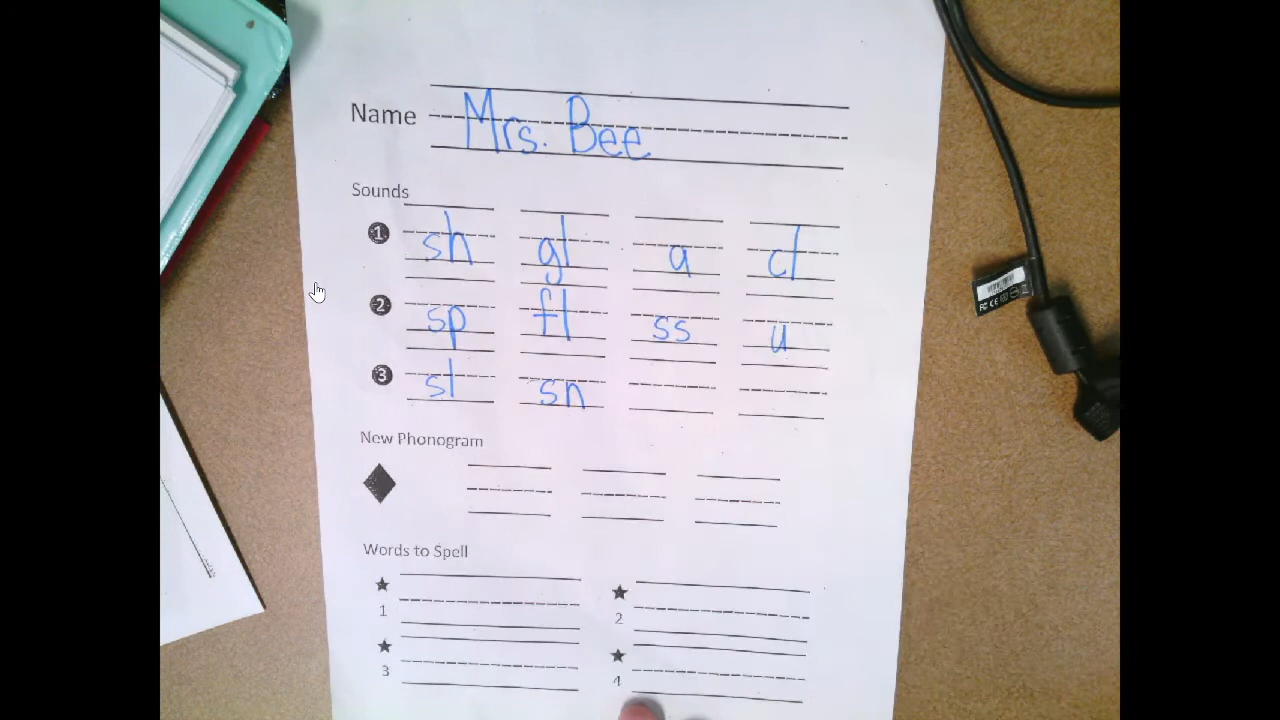 Name Mrs. Bee
Sounds
1 sh gl a cl
2 sp fl ss u
3 sl sn
New Phonogram
Words to Spell
1 2
3 4